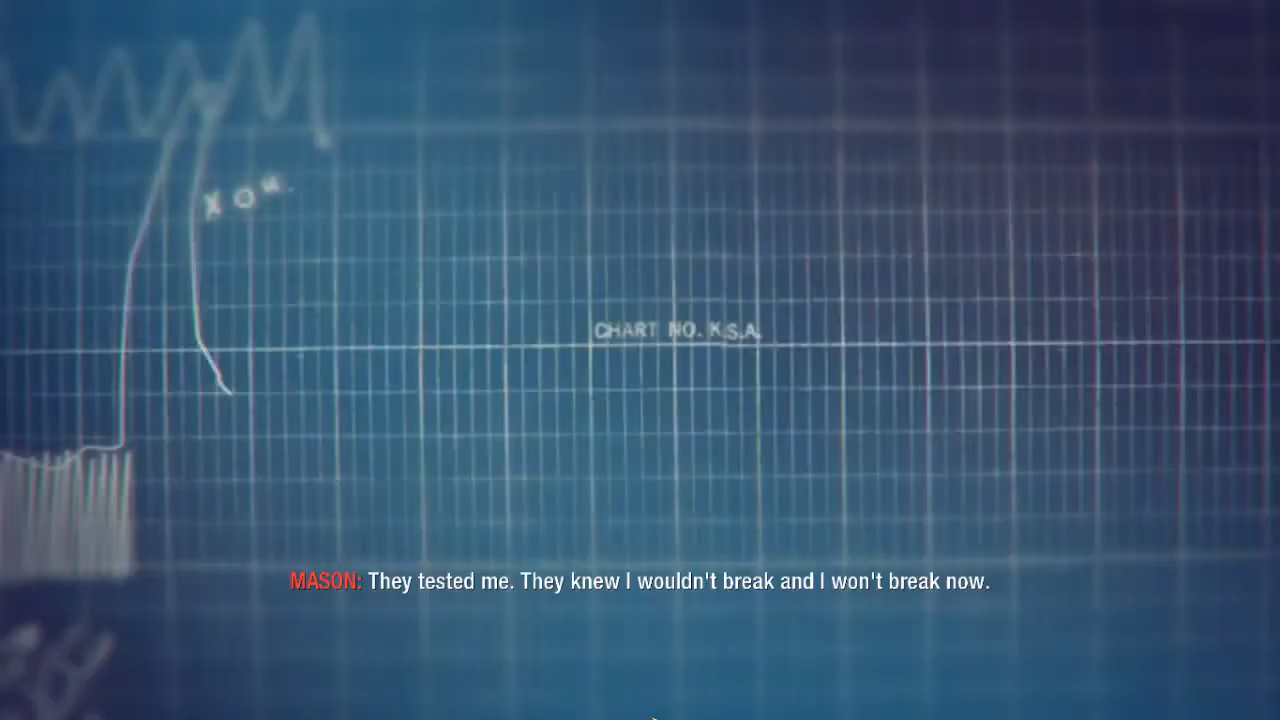 CHART NO. K.S.A.
MASON: They tested me. They knew I wouldn't break and I won't break now.